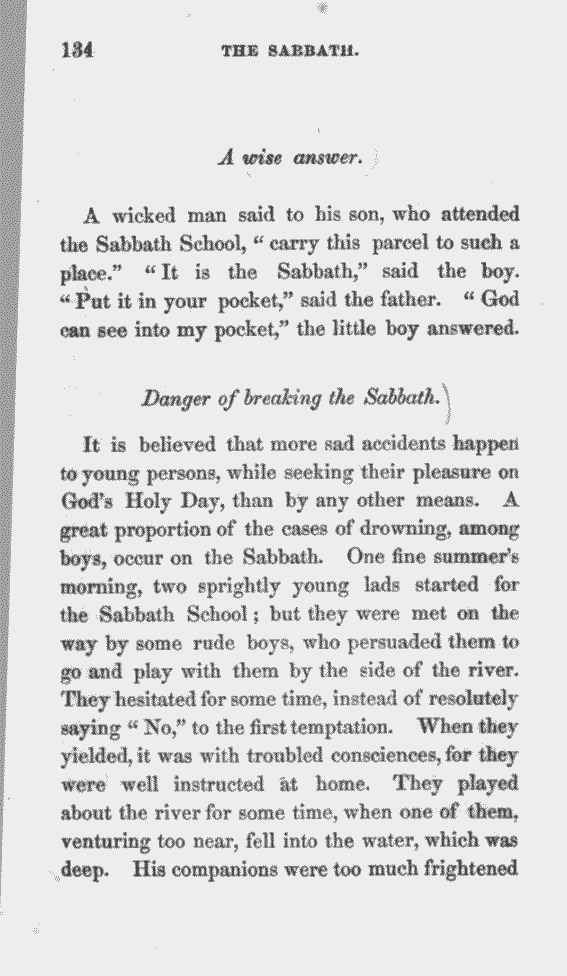 134 THE SABBATH.
A wise answer.
A wicked man said to his son, who attended
the Sabbath School, “ carry this parcel to such a
place.” “ It is the Sabbath,” said the boy.
“ Put it in your pocket,” said the father. “ God
can see into my pocket,” the little boy answered.
Danger of breaking the Sabbath.
It is believed that more sad accidents happen
to young persons, while seeking their pleasure on
God’s Holy Day, than by any other means. A
great proportion of the cases of drowning, among
boys, occur on the Sabbath. One fine summer’s
morning, two sprightly young lads started for
the Sabbath School ; but they were met on the
way by some rude boys, who persuaded them to
go and play with them by the side of the river.
They hesitated for some time, instead of resolutely
saying “ No,” to the first temptation. When they
yielded, it was with troubled consciences, for they
were well instructed at home. They played
about the river for some time, when one of them,
venturing too near, fell into the water, which was
deep. His companions were too much frightened